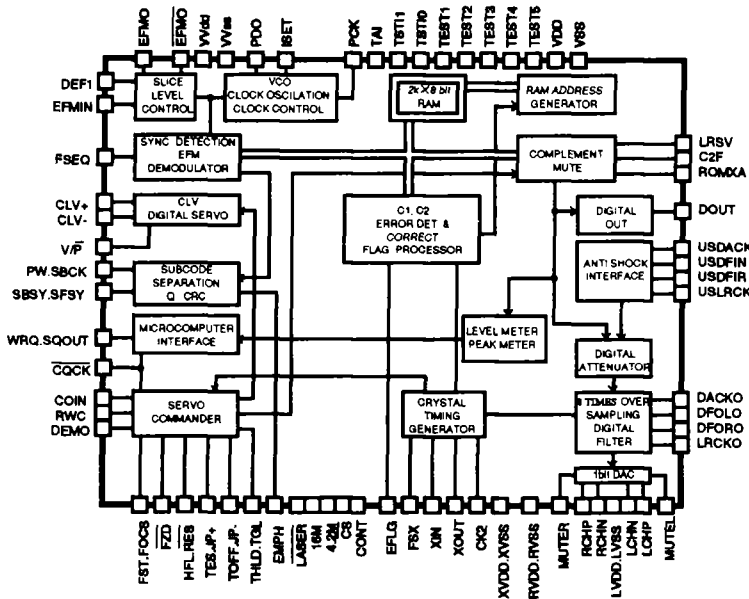 EFMO
EFMO
VVdd
VVss
PDO
ISET
PCK
TAI
TSTI1
TSTI0
TEST1
TEST2
TEST3
TEST4
TEST5
VDD
VSS
DEF1
EFMIN
FSEQ
CLV+
CLV-
V/P
PW.SBCK
SBSY.SFSY
WRQ.SQOUT
CQCK
COIN
RWC
DEMO
SLICE
LEVEL
CONTROL
VCO
CLOCK OSCILATION
CLOCK CONTROL
2k X 8 bit
RAM
RAM ADDRESS
GENERATOR
SYNC DETECTION
EFM
DEMODULATOR
COMPLEMENT
MUTE
CLV
DIGITAL SERVO
C1, C2
ERROR DET &
CORRECT
FLAG PROCESSOR
DIGITAL
OUT
SUBCODE
SEPARATION
Q CRC
ANTI SHOCK
INTERFACE
MICROCOMPUTER
INTERFACE
LEVEL METER
PEAK METER
DIGITAL
ATTENUATOR
SERVO
COMMANDER
CRYSTAL
TIMING
GENERATOR
8 TIMES OVER
SAMPLING
DIGITAL
FILTER
1bit DAC
LRSV
C2F
ROMXA
DOUT
USDACK
USDFIN
USDFIR
USLRCK
DACKO
DFOLO
DFORO
LRCKO
FST.FOCS
FZD
HFL.RES
TES.JP+
TOFF.JP-
THLD.TGL
EMPH
LASER
16M
4.2M
CS
CONT
EFLG
FSX
XIN
XOUT
CK2
XVDD.XVSS
RVDD.RVSS
MUTER
RCHP
RCHN
LVDD.LVSS
LCHN
LCHP
MUTEL